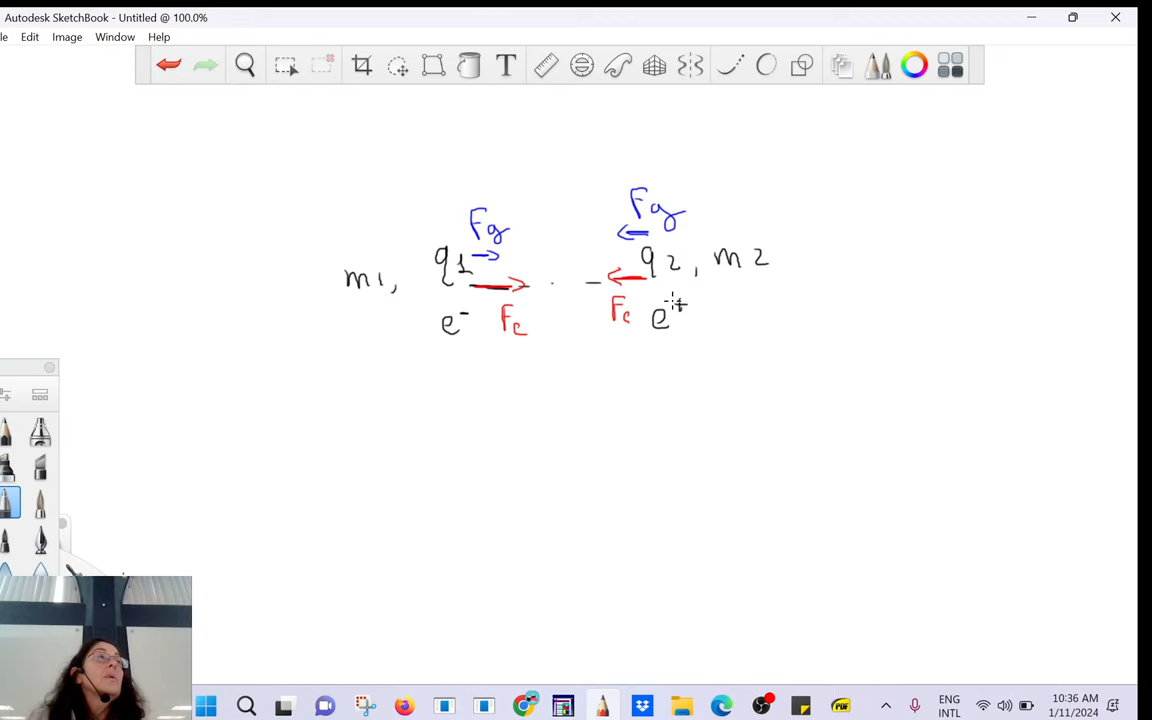 Autodesk SketchBook - Untitled @ 100.0%
le Edit Image Window Help
T
Fg Fg
m1, q1 q2, m2
Fe Fe
e- e+
PDF
ENG
INTL
10:36 AM
1/11/2024